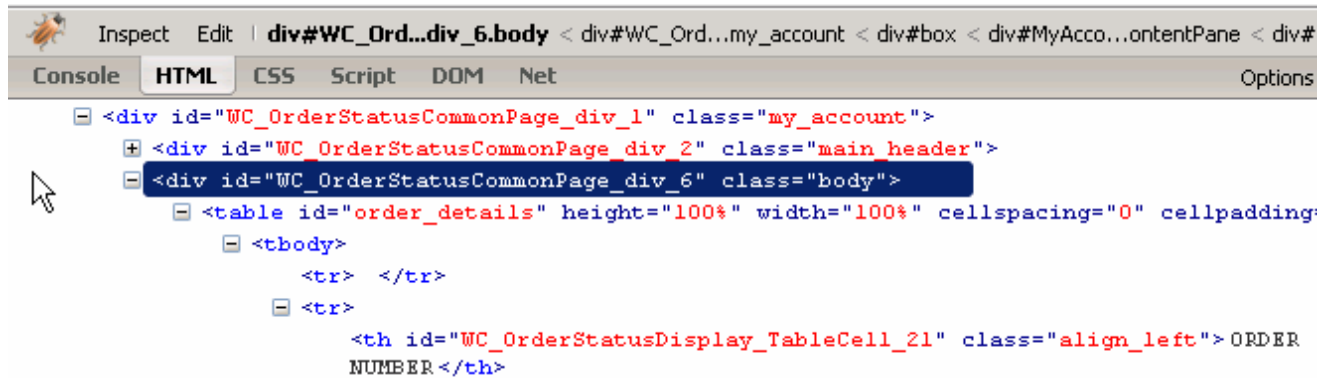 Inspect Edit div#WC_Ord...div_6.body < div#WC_Ord...my_account < div#box < div#MyAcco...ontentPane < div#
Console HTML CSS Script DOM Net Options
<div id="WC_OrderStatusCommonPage_div_1" class="my_account">
<div id="WC_OrderStatusCommonPage_div_2" class="main_header">
<div id="WC_OrderStatusCommonPage_div_6" class="body">
<table id="order_details" height="100%" width="100%" cellspacing="0" cellpadding=
<tbody>
<tr> </tr>
<tr>
<th id="WC_OrderStatusDisplay_TableCell_21" class="align_left">ORDER
NUMBER</th>